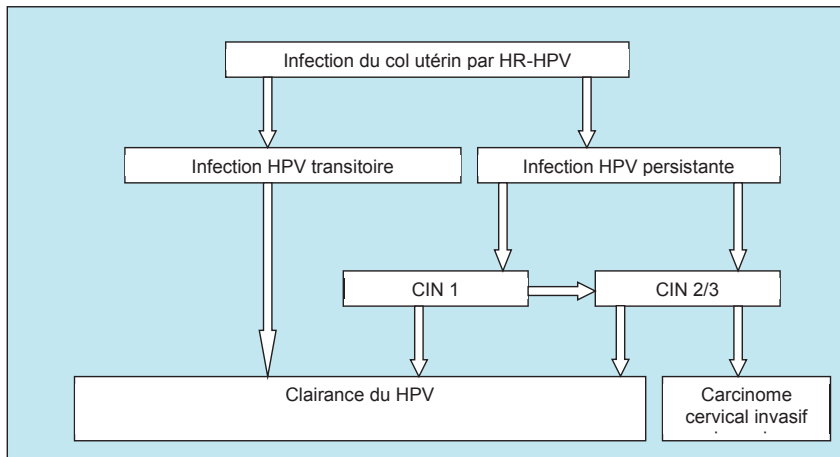 Infection du col utérin par HR-HPV
Infection HPV transitoire
Infection HPV persistante
CIN 1
CIN 2/3
Clairance du HPV
Carcinome
cervical invasif